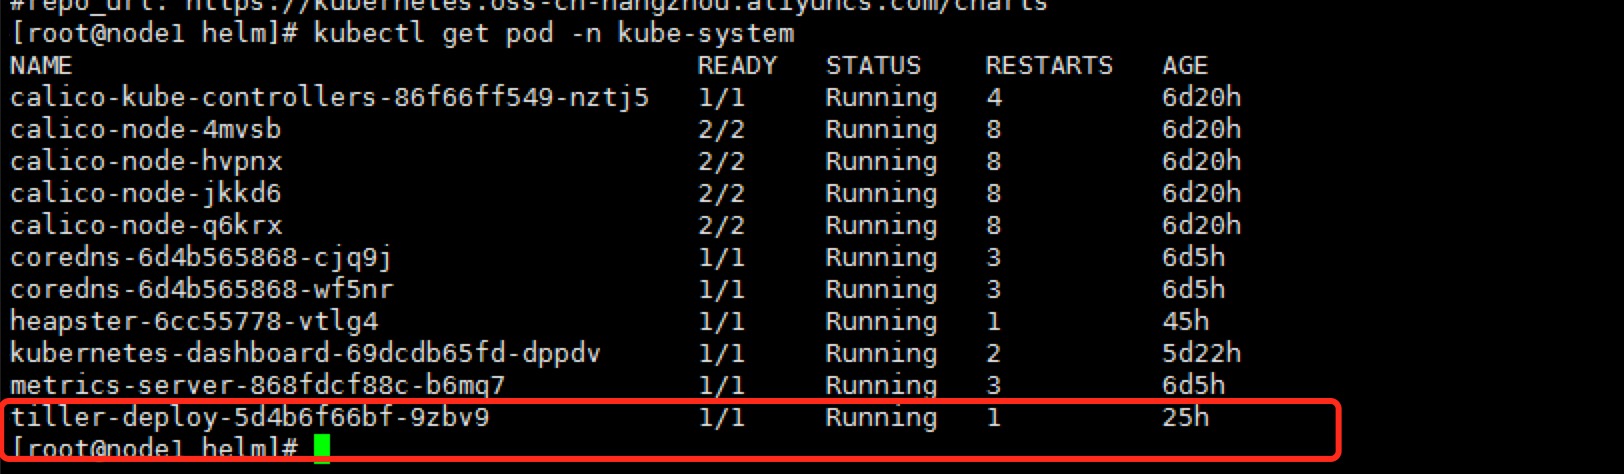 #repo_url: https://kubernetes.oss-cn-hangzhou.aliyuncs.com/charts
[root@node1 helm]# kubectl get pod -n kube-system
NAME READY STATUS RESTARTS AGE
calico-kube-controllers-86f66ff549-nztj5 1/1 Running 4 6d20h
calico-node-4mvsb 2/2 Running 8 6d20h
calico-node-hvpnx 2/2 Running 8 6d20h
calico-node-jkkd6 2/2 Running 8 6d20h
calico-node-q6krx 2/2 Running 8 6d20h
coredns-6d4b565868-cjq9j 1/1 Running 3 6d5h
coredns-6d4b565868-wf5nr 1/1 Running 3 6d5h
heapster-6cc55778-vtlg4 1/1 Running 1 45h
kubernetes-dashboard-69dcdb65fd-dppdv 1/1 Running 2 5d22h
metrics-server-868fdcf88c-b6mq7 1/1 Running 3 6d5h
tiller-deploy-5d4b6f66bf-9zbv9 1/1 Running 1 25h
[root@node1 helm]#